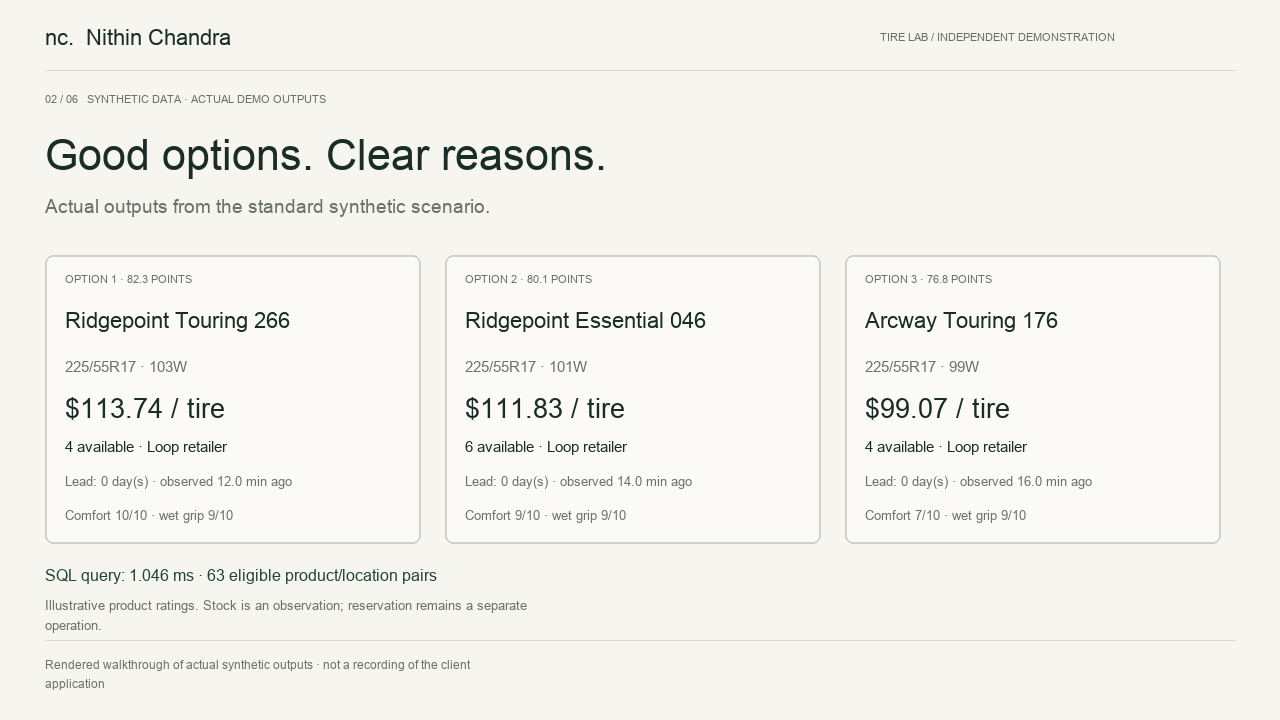 nc. Nithin Chandra
TIRE LAB / INDEPENDENT DEMONSTRATION
02 / 06 SYNTHETIC DATA · ACTUAL DEMO OUTPUTS
Good options. Clear reasons.
Actual outputs from the standard synthetic scenario.
OPTION 1 · 82.3 POINTS
Ridgepoint Touring 266
225/55R17 · 103W
$113.74 / tire
4 available · Loop retailer
Lead: 0 day(s) · observed 12.0 min ago
Comfort 10/10 · wet grip 9/10
OPTION 2 · 80.1 POINTS
Ridgepoint Essential 046
225/55R17 · 101W
$111.83 / tire
6 available · Loop retailer
Lead: 0 day(s) · observed 14.0 min ago
Comfort 9/10 · wet grip 9/10
OPTION 3 · 76.8 POINTS
Arcway Touring 176
225/55R17 · 99W
$99.07 / tire
4 available · Loop retailer
Lead: 0 day(s) · observed 16.0 min ago
Comfort 7/10 · wet grip 9/10
SQL query: 1.046 ms · 63 eligible product/location pairs
Illustrative product ratings. Stock is an observation; reservation remains a separate
operation.
Rendered walkthrough of actual synthetic outputs · not a recording of the client
application